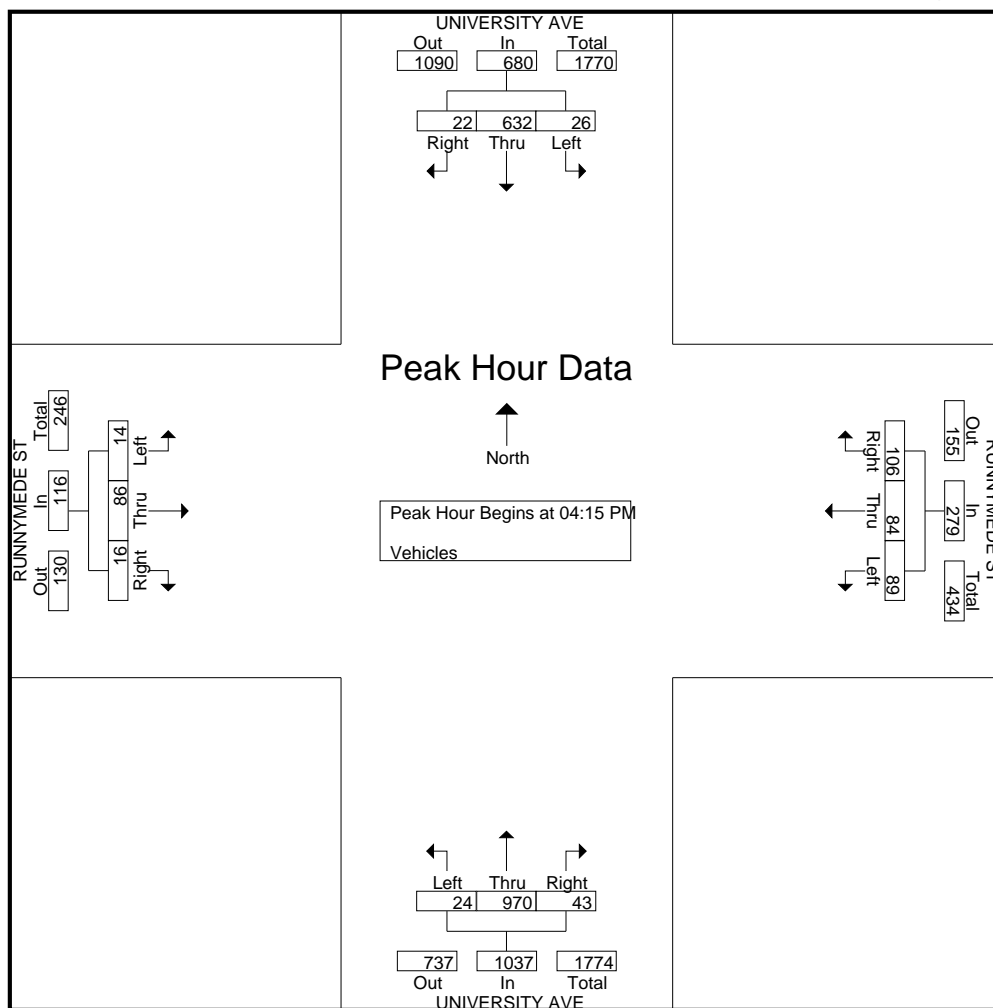 UNIVERSITY AVE
Out In Total
1090 680 1770
22 632 26
Right Thru Left
Peak Hour Data
North
Peak Hour Begins at 04:15 PM
Vehicles
RUNNYMEDE ST
Out In Total
130 116 246
14 86 16
Left Thru Right
RUNNYMEDE ST
Out In Total
155 279 434
106 84 89
Right Thru Left
Left Thru Right
24 970 43
737 1037 1774
Out In Total
UNIVERSITY AVE